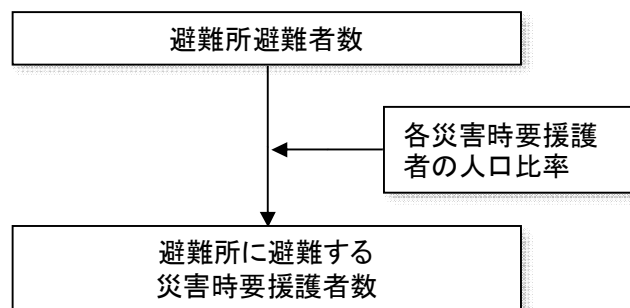 避難所避難者数
各災害時要援護
者の人口比率
避難所に避難する
災害時要援護者数